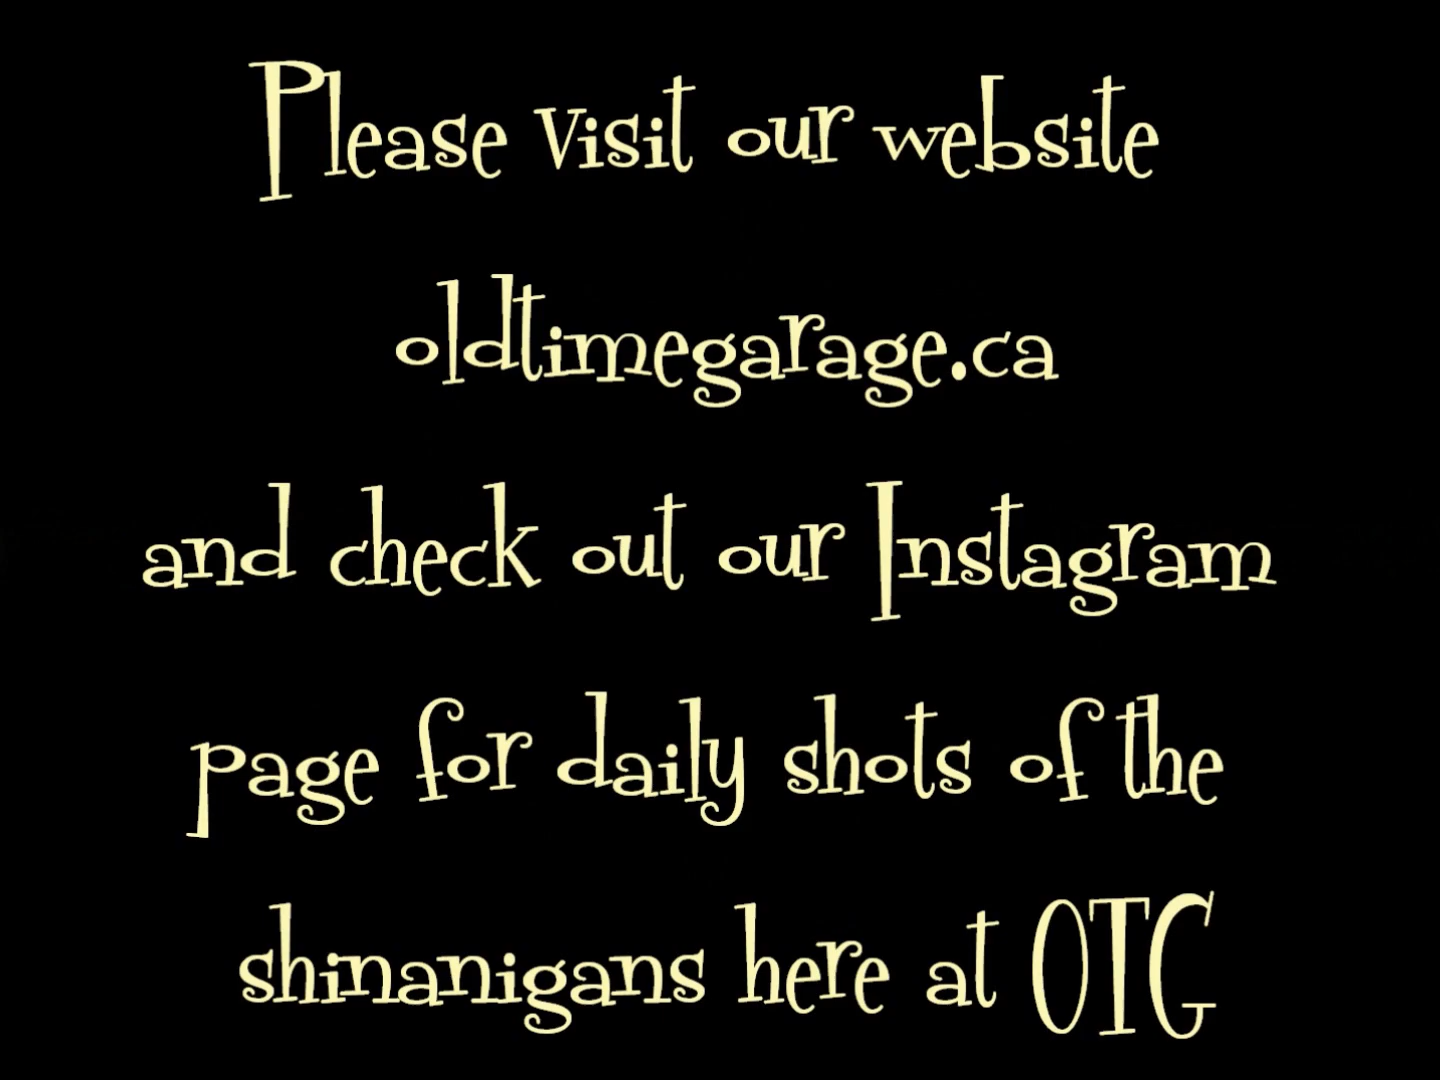 Please visit our website
oldtimegarage.ca
and check out our Instagram
page for daily shots of the
shinanigans here at OTG